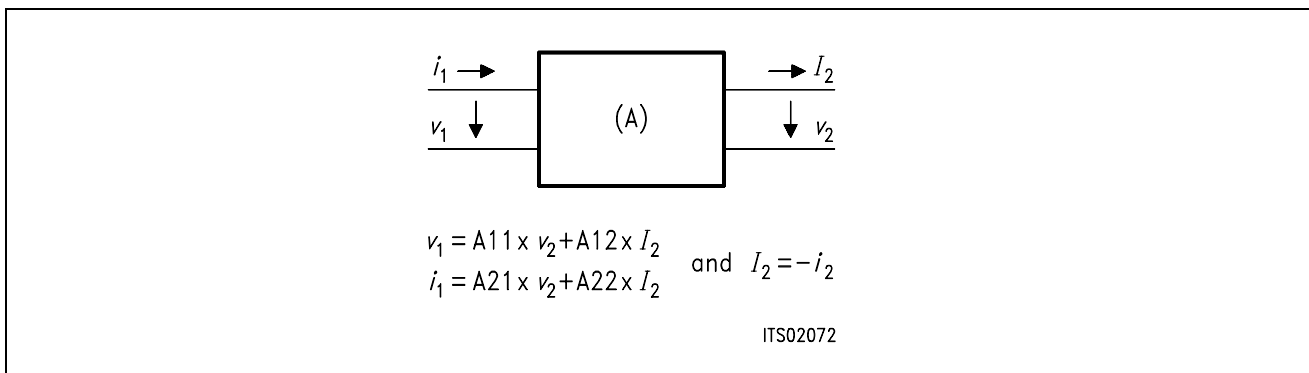 i₁ → → I₂
(A)
v₁ ↓ ↓ v₂
v₁ = A11 x v₂+A12 x I₂
and I₂ = −i₂
i₁ = A21 x v₂+A22 x I₂
ITS02072